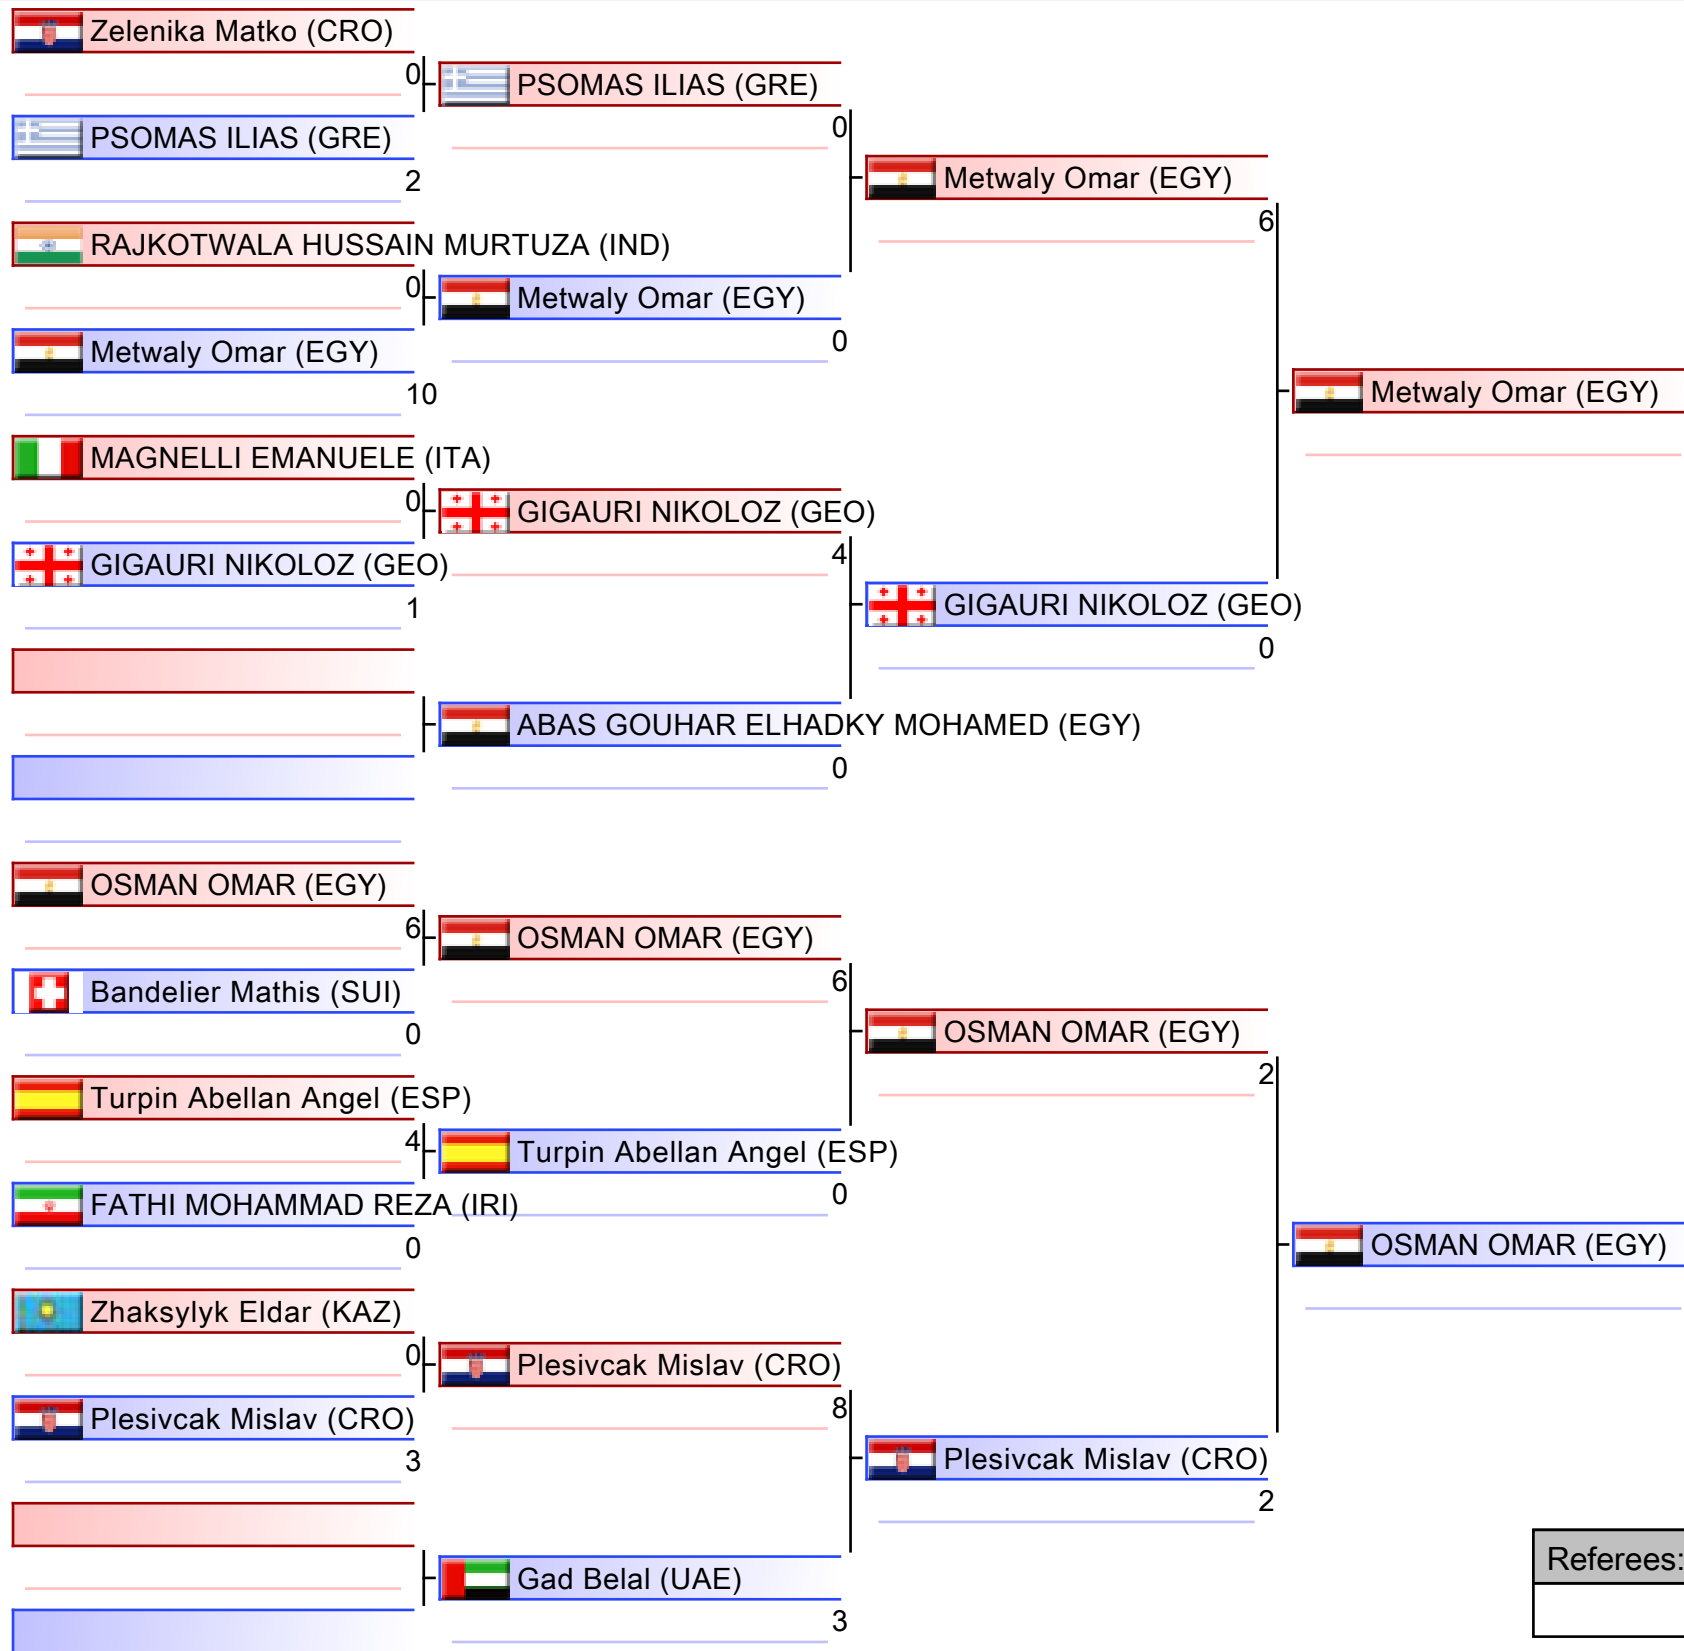 Zelenika Matko (CRO)
0
PSOMAS ILIAS (GRE)
PSOMAS ILIAS (GRE)
0
2
Metwaly Omar (EGY)
6
RAJKOTWALA HUSSAIN MURTUZA (IND)
0
Metwaly Omar (EGY)
Metwaly Omar (EGY)
0
10
Metwaly Omar (EGY)
MAGNELLI EMANUELE (ITA)
0
GIGAURI NIKOLOZ (GEO)
GIGAURI NIKOLOZ (GEO)
4
1
GIGAURI NIKOLOZ (GEO)
0
ABAS GOUHAR ELHADKY MOHAMED (EGY)
0
OSMAN OMAR (EGY)
6
OSMAN OMAR (EGY)
Bandelier Mathis (SUI)
6
0
OSMAN OMAR (EGY)
2
Turpin Abellan Angel (ESP)
4
Turpin Abellan Angel (ESP)
FATHI MOHAMMAD REZA (IRI)
0
0
OSMAN OMAR (EGY)
Zhaksylyk Eldar (KAZ)
0
Plesivcak Mislav (CRO)
Plesivcak Mislav (CRO)
8
3
Plesivcak Mislav (CRO)
2
Gad Belal (UAE)
3
Referees: